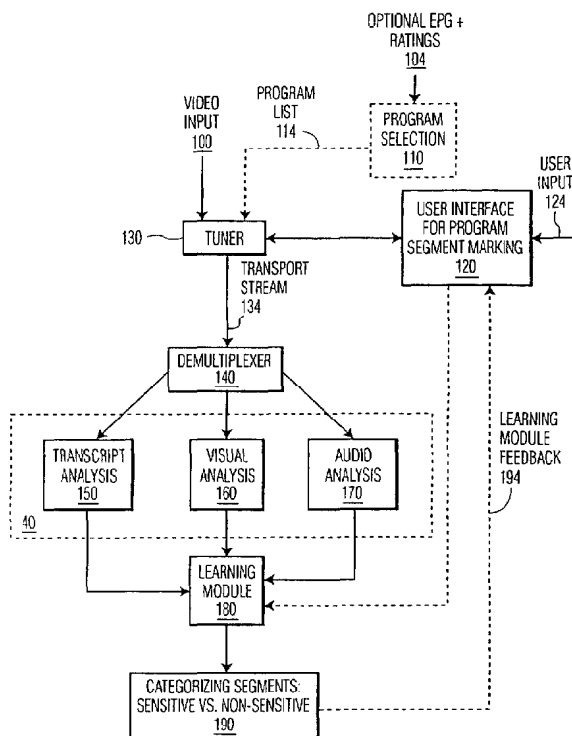 OPTIONAL EPG +
RATINGS
104
VIDEO
INPUT
100
PROGRAM
LIST
114
PROGRAM
SELECTION
110
USER
INPUT
124
130
TUNER
USER INTERFACE
FOR PROGRAM
SEGMENT MARKING
120
TRANSPORT
STREAM
134
DEMULTIPLEXER
140
TRANSCRIPT
ANALYSIS
150
VISUAL
ANALYSIS
160
AUDIO
ANALYSIS
170
LEARNING
MODULE
FEEDBACK
194
40
LEARNING
MODULE
180
CATEGORIZING SEGMENTS:
SENSITIVE VS. NON-SENSITIVE
190